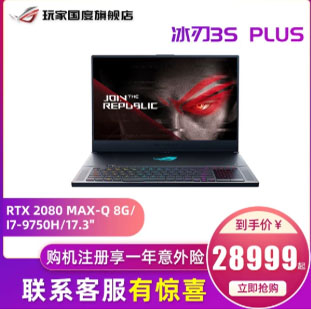 玩家国度旗舰店
冰刃3S PLUS
JOIN THE
REPUBLIC
RTX 2080 MAX-Q 8G/
I7-9750H/17.3"
到手价￥
28999起
购机注册享一年意外险
立即抢购
联系客服有惊喜